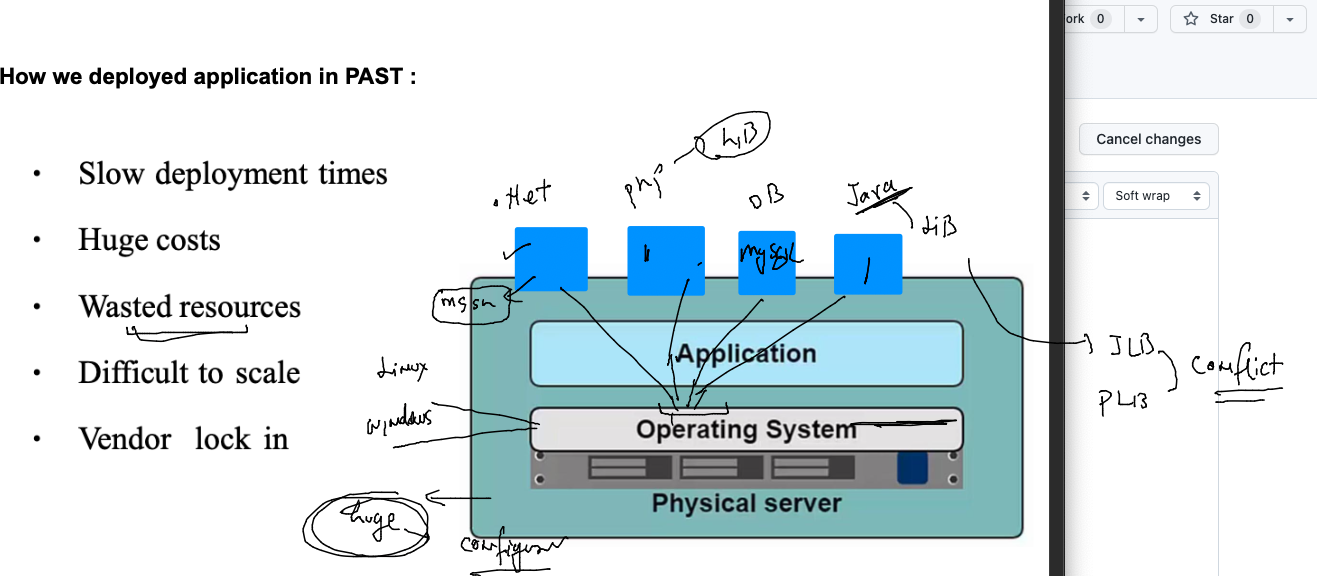 ork 0
Star 0
How we deployed application in PAST :
Cancel changes
LIB
• Slow deployment times
.Net
php
DB
Java
Soft wrap
LiB
• Huge costs
mysqL
• Wasted resources
Application
JLB
PLB
Conflict
• Difficult to scale
Linux
windows
Operating System
• Vendor lock in
Physical server
huge